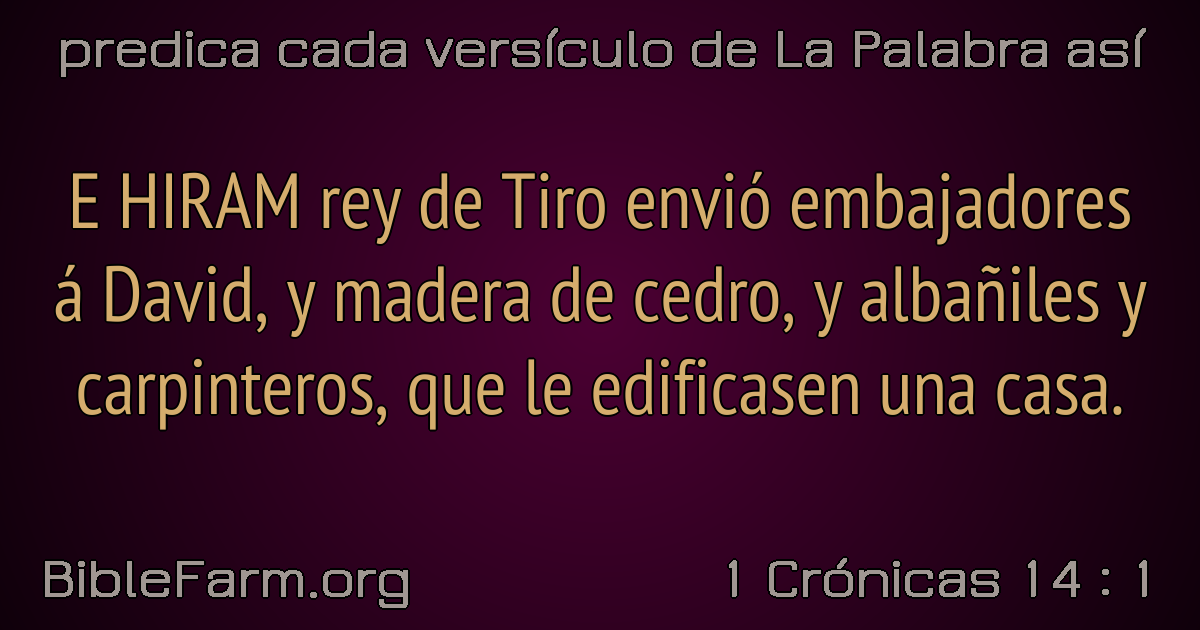 predica cada versículo de La Palabra así
E HIRAM rey de Tiro envió embajadores
á David, y madera de cedro, y albañiles y
carpinteros, que le edificasen una casa.
BibleFarm.org
1 Crónicas 14 : 1